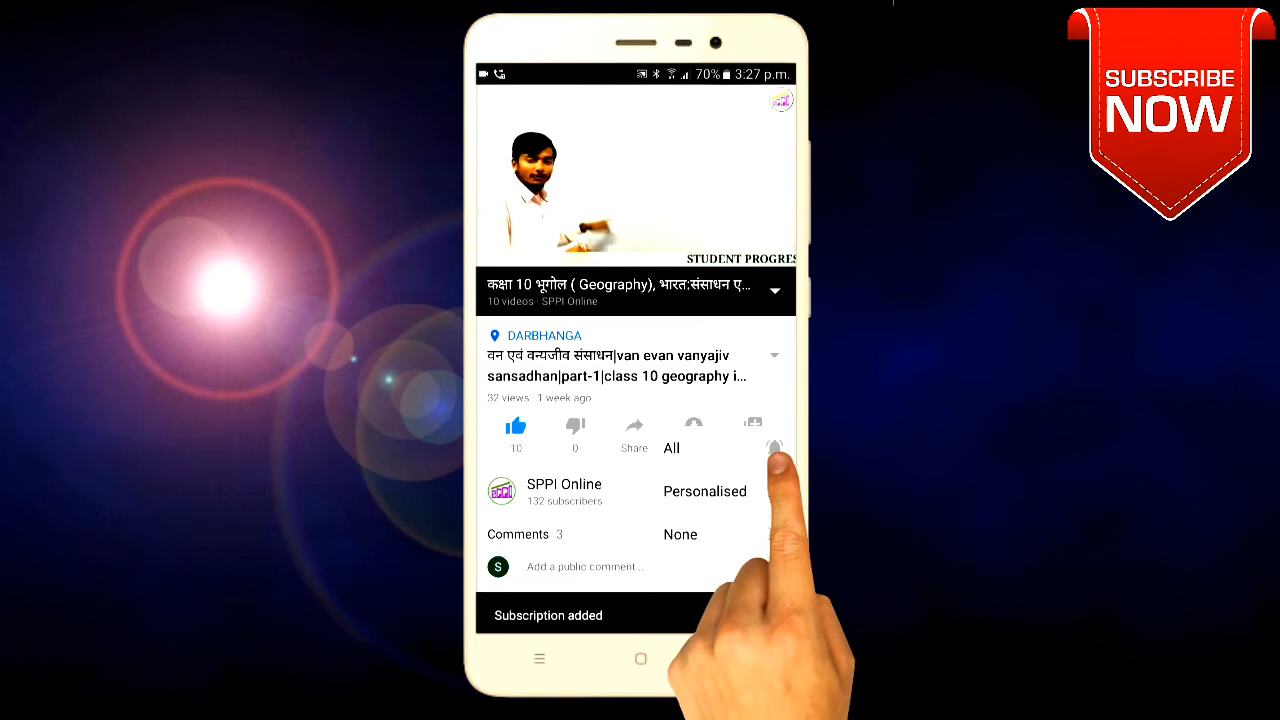 SUBSCRIBE
NOW
70% 3:27 p.m.
STUDENT PROGRES
कक्षा 10 भूगोल ( Geography), भारत:संसाधन ए...
10 videos · SPPI Online
DARBHANGA
वन एवं वन्यजीव संसाधन|van evan vanyajiv
sansadhan|part-1|class 10 geography i...
32 views · 1 week ago
10
0
Share
All
SPPI Online
132 subscribers
Personalised
Comments 3
None
S
Add a public comment...
Subscription added